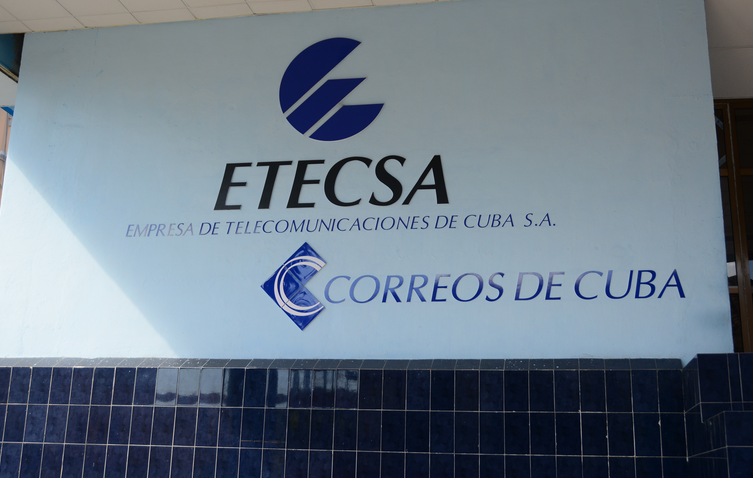 ETECSA
EMPRESA DE TELECOMUNICACIONES DE CUBA S.A.
CORREOS DE CUBA